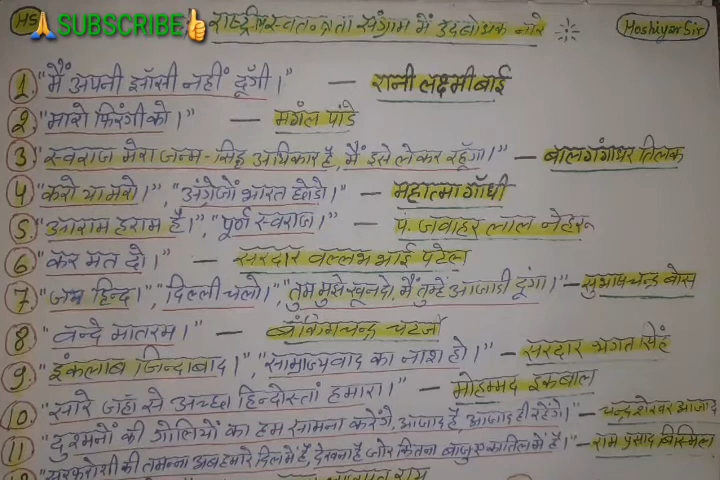 HS
🙏SUBSCRIBE👍
राष्ट्रीय स्वतन्त्रता संग्राम में उदबोधक नारे
Hoshiyar Sir
1. "मैं अपनी झाँसी नहीं दूँगी।" — रानी लक्ष्मीबाई
2. "मारो फिरंगी को।" — मगंल पांडे
3. "स्वराज मेरा जन्म-सिद्ध अधिकार है, मैं इसे लेकर रहूँगा।" — बालगंगाधर तिलक
4. "करो या मरो।", "अंग्रेजों भारत छोडो।" — महात्मा गाँधी
5. "आराम हराम है।", "पूर्ण स्वराज।" — पं. जवाहर लाल नेहरू
6. "कर मत दो।" — सरदार वल्लभ भाई पटेल
7. "जय हिन्द।", "दिल्ली चलो।", "तुम मुझे खून दो, मैं तुम्हे आजादी दूंगा।" — सुभाषचन्द्र बोस
8. "वन्दे मातरम।" — बंकिमचन्द्र चटर्जी
9. "इंकलाब जिन्दाबाद।", "साम्राज्यवाद का नाश हो।" — सरदार भगत सिंह
10. "सारे जहाँ से अच्छा हिन्दोस्तां हमारा।" — मोहम्मद इकबाल
11. "दुश्मनों की गोलियों का हम सामना करेंगे, आजाद है, आजाद ही रहेंगे।" — चन्द्रशेखर आजाद
"सरफरोशी की तमन्ना अब हमारे दिल में है, देखना है जोर कितना बाजुए कातिल में है।" — राम प्रसाद बिस्मिल